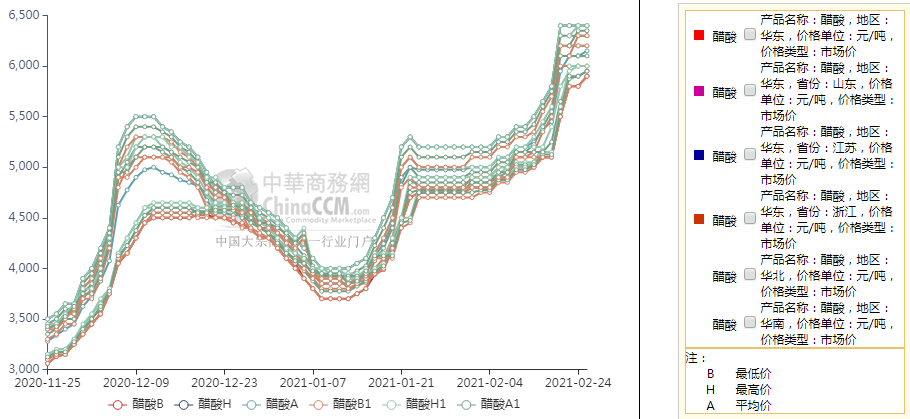 6,500
6,000
5,500
5,000
4,500
4,000
3,500
3,000
2020-11-25
2020-12-09
2020-12-23
2021-01-07
2021-01-21
2021-02-04
2021-02-24
中華商務網
ChinaCCM.com
Commodity Marketplace
中国大宗
一行业门户
醋酸B
醋酸H
醋酸A
醋酸B1
醋酸H1
醋酸A1
醋酸
产品名称：醋酸，地区：
华东，价格单位：元/吨，
价格类型：市场价
醋酸
产品名称：醋酸，地区：
华东，省份：山东，价格
单位：元/吨，价格类型：
市场价
醋酸
产品名称：醋酸，地区：
华东，省份：江苏，价格
单位：元/吨，价格类型：
市场价
醋酸
产品名称：醋酸，地区：
华东，省份：浙江，价格
单位：元/吨，价格类型：
市场价
醋酸
产品名称：醋酸，地区：
华北，价格单位：元/吨，
价格类型：市场价
醋酸
产品名称：醋酸，地区：
华南，价格单位：元/吨，
价格类型：市场价
注：
B 最低价
H 最高价
A 平均价